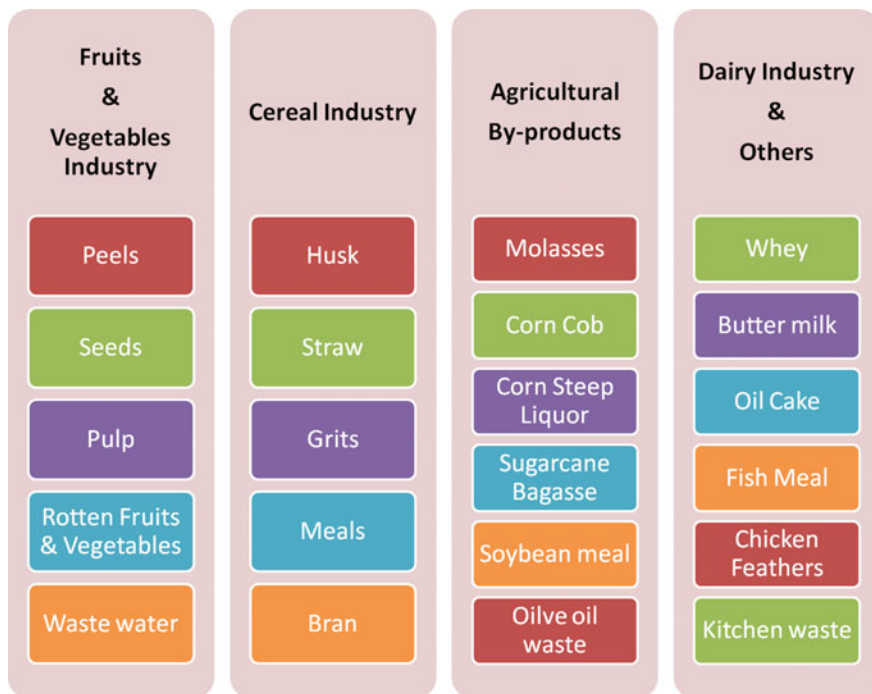 Fruits
&
Vegetables
Industry
Peels
Seeds
Pulp
Rotten Fruits
& Vegetables
Waste water
Cereal Industry
Husk
Straw
Grits
Meals
Bran
Agricultural
By-products
Molasses
Corn Cob
Corn Steep
Liquor
Sugarcane
Bagasse
Soybean meal
Oilve oil
waste
Dairy Industry
&
Others
Whey
Butter milk
Oil Cake
Fish Meal
Chicken
Feathers
Kitchen waste